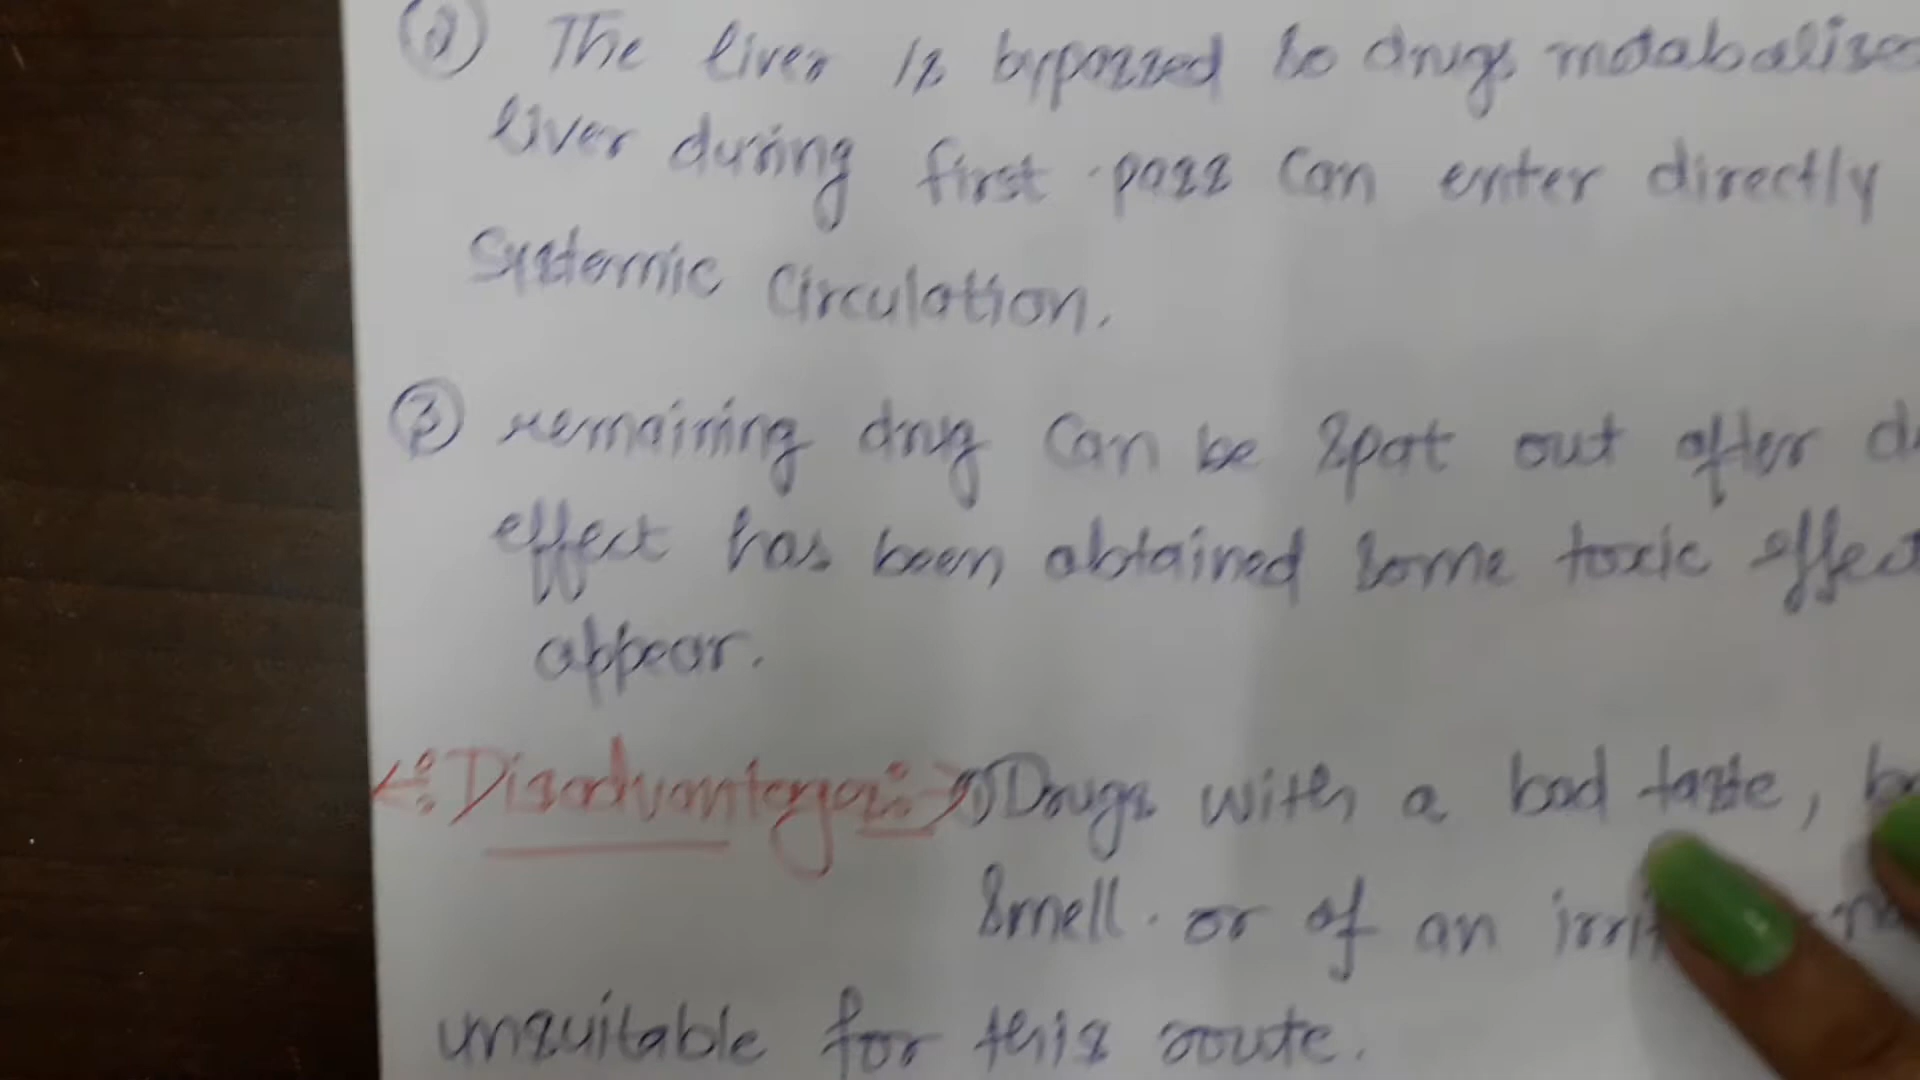 ② The liver is bypassed so drugs metabalised
liver during first pass can enter directly
Systemic Circulation.
③ remaining drug can be spat out after
effect has been obtained some toxic effect
appear.
Disadvantages:→ ① Drugs with a bad taste,
Smell or of an
unsuitable for this route.